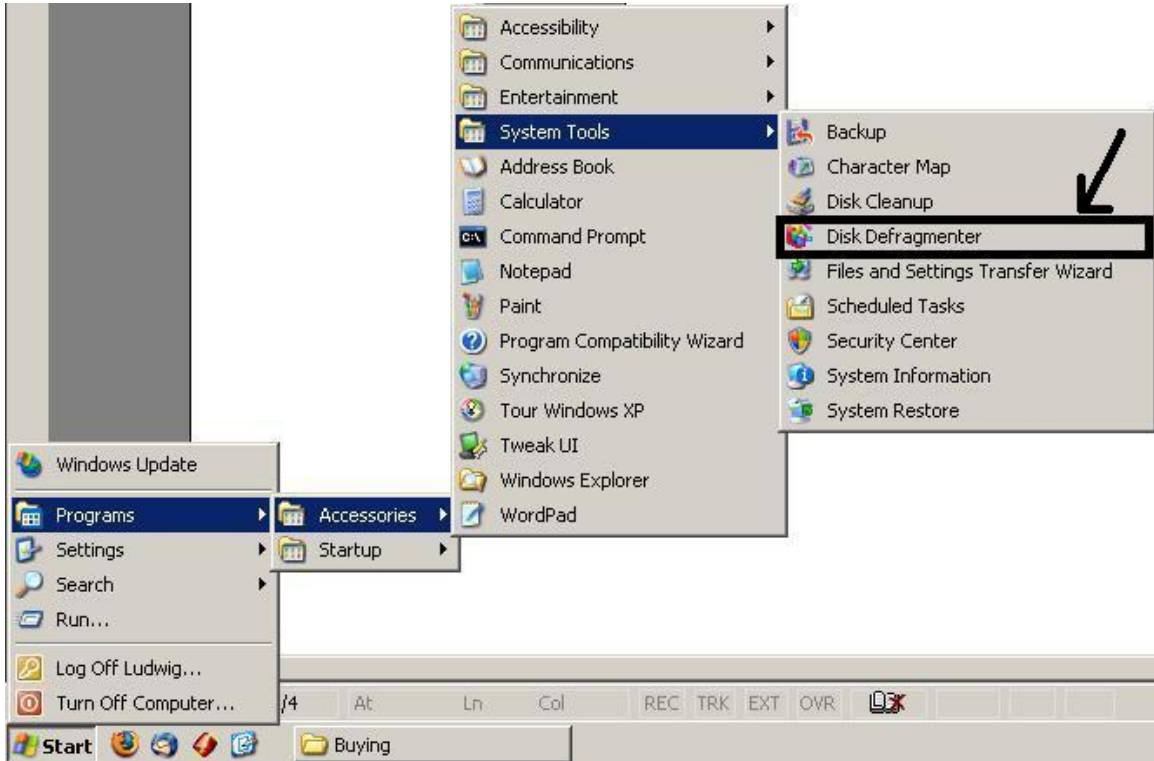 Accessibility
Communications
Entertainment
System Tools
Address Book
Calculator
C:\
Command Prompt
Notepad
Paint
Program Compatibility Wizard
Synchronize
Tour Windows XP
Tweak UI
Windows Explorer
WordPad
Backup
Character Map
Disk Cleanup
Disk Defragmenter
Files and Settings Transfer Wizard
Scheduled Tasks
Security Center
System Information
System Restore
Windows Update
Programs
Settings
Search
Run...
Log Off Ludwig...
Turn Off Computer...
Accessories
Startup
/4 At Ln Col REC TRK EXT OVR
Start Buying